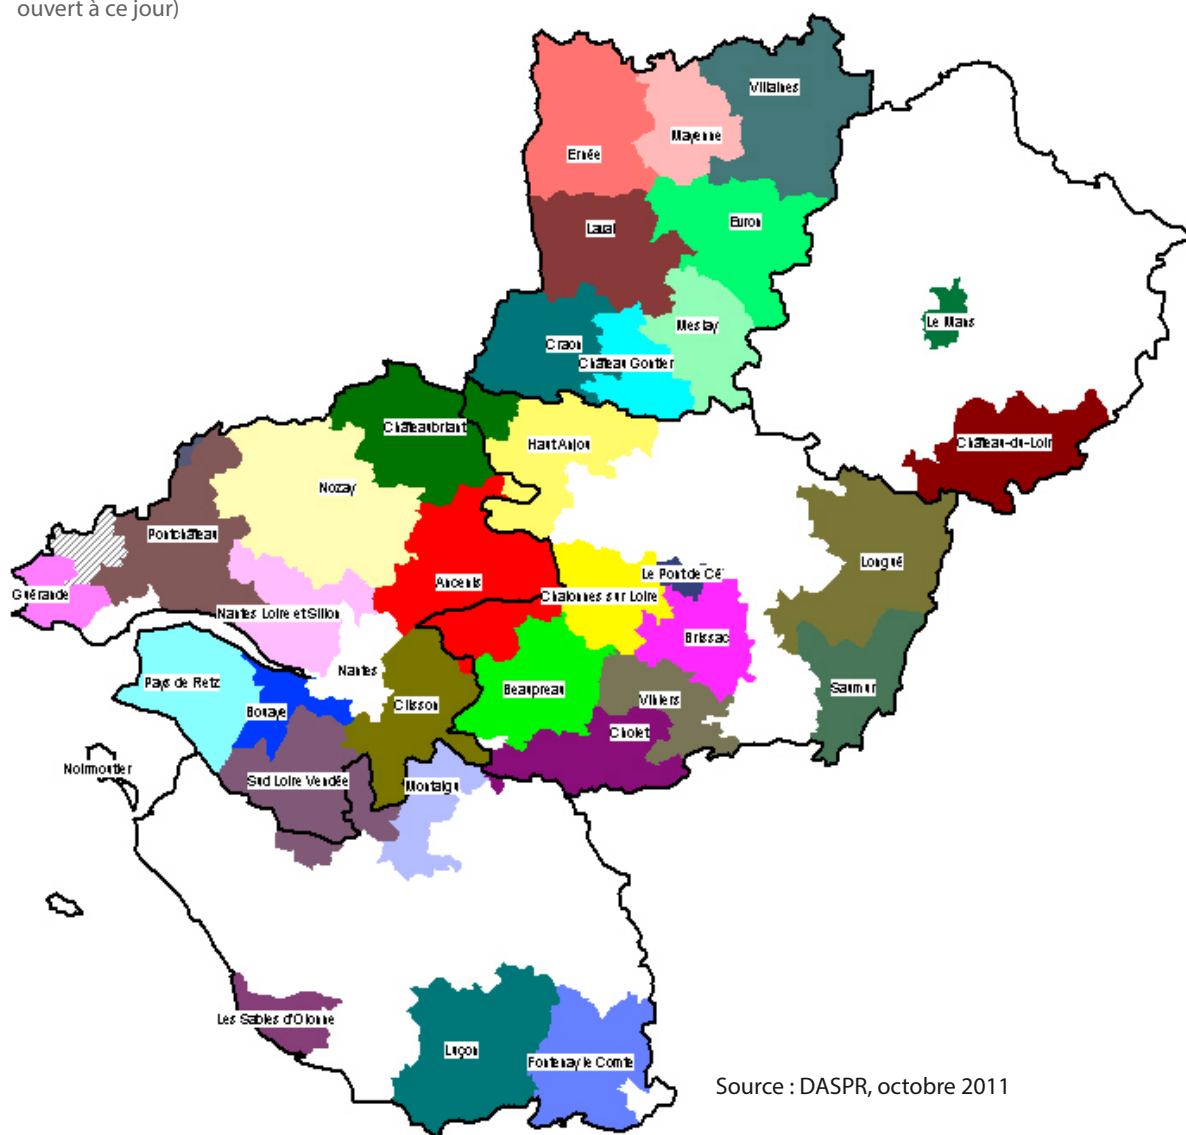 ouvert à ce jour)
Villaines
Mayenne
Ernée
Laval
Evron
Le Mans
Meslay
Craon
Château Gontier
Châteaubriant
Haut Anjou
Château-du-Loir
Nozay
Pontchâteau
Longué
Le Pont de Cé
Ancenis
Chalonnes sur Loire
Guérande
Nantes Loire et Sillon
Brissac
Nantes
Pays de Retz
Beaupreau
Saumur
Vihiers
Clisson
Bouaye
Cholet
Noirmoutier
Sud Loire Vendée
Montaigu
Les Sables d'Olonne
Luçon
Fontenay le Comte
Source : DASPR, octobre 2011